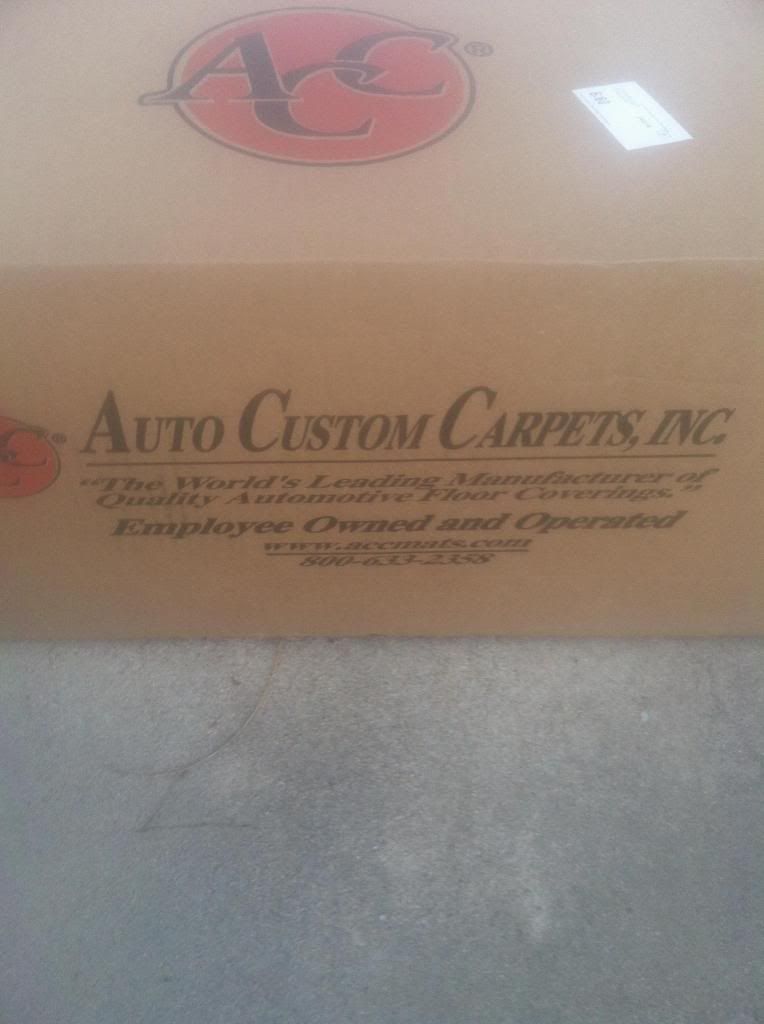 ACC®
®
AUTO CUSTOM CARPETS, INC.
"The World's Leading Manufacturer of
Quality Automotive Floor Coverings."
Employee Owned and Operated
www.accmats.com
800-633-2358